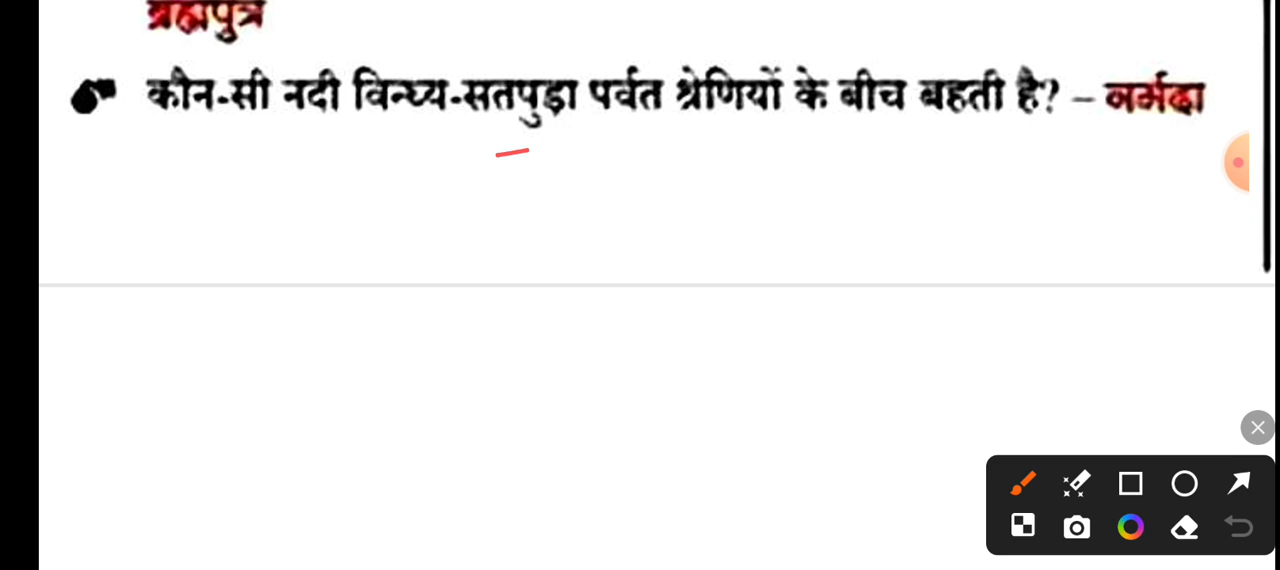 ब्रह्मपुत्र
कौन-सी नदी विन्ध्य-सतपुड़ा पर्वत श्रेणियों के बीच बहती है? – नर्मदा